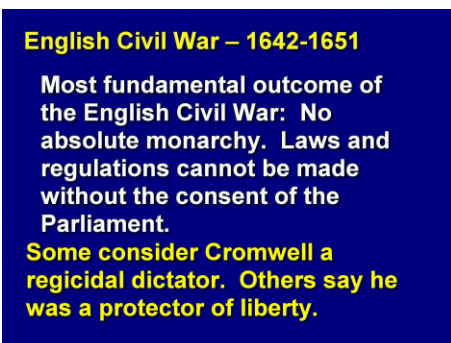 English Civil War – 1642-1651
Most fundamental outcome of
the English Civil War:  No
absolute monarchy.  Laws and
regulations cannot be made
without the consent of the
Parliament.
Some consider Cromwell a
regicidal dictator.  Others say he
was a protector of liberty.